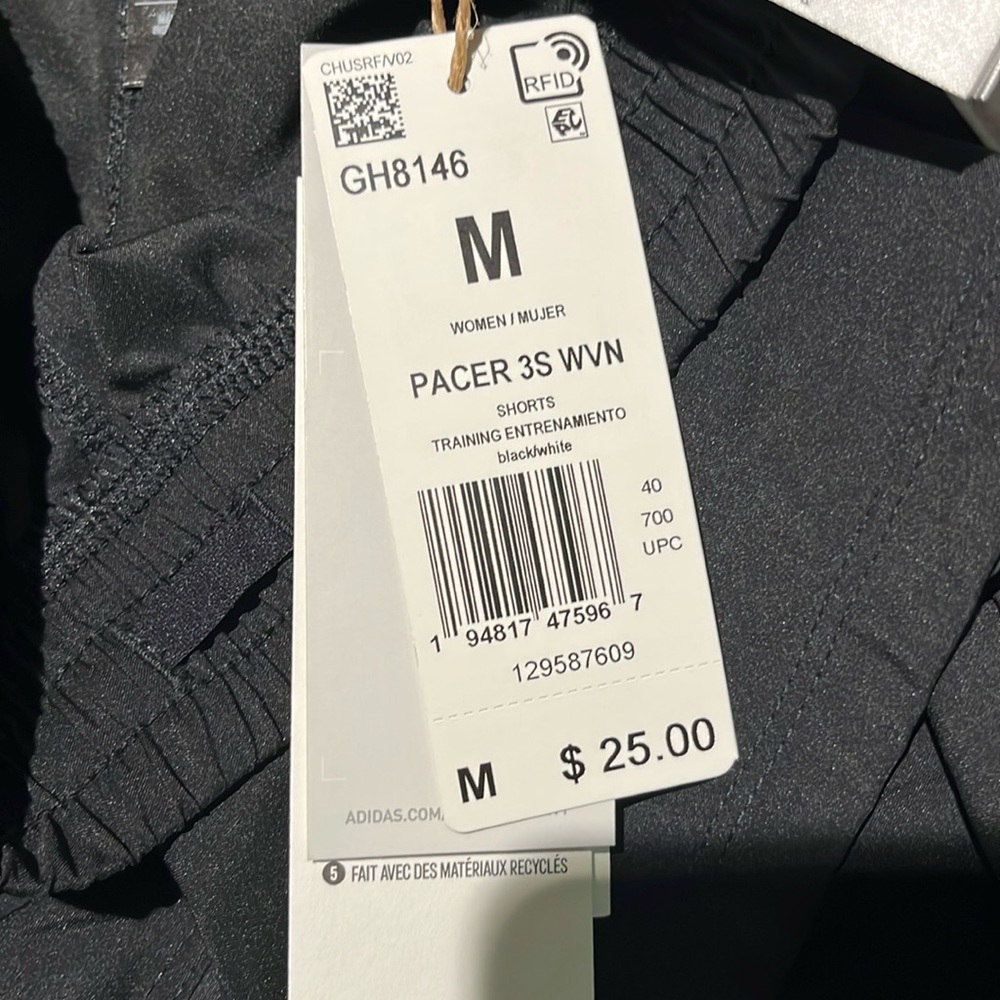 CHUSRF/V02
RFID
GH8146
M
WOMEN / MUJER
PACER 3S WVN
SHORTS
TRAINING ENTRENAMIENTO
black/white
40
700
UPC
1 94817 47596 7
129587609
M $ 25.00
ADIDAS.COM/
5 FAIT AVEC DES MATÉRIAUX RECYCLÉS